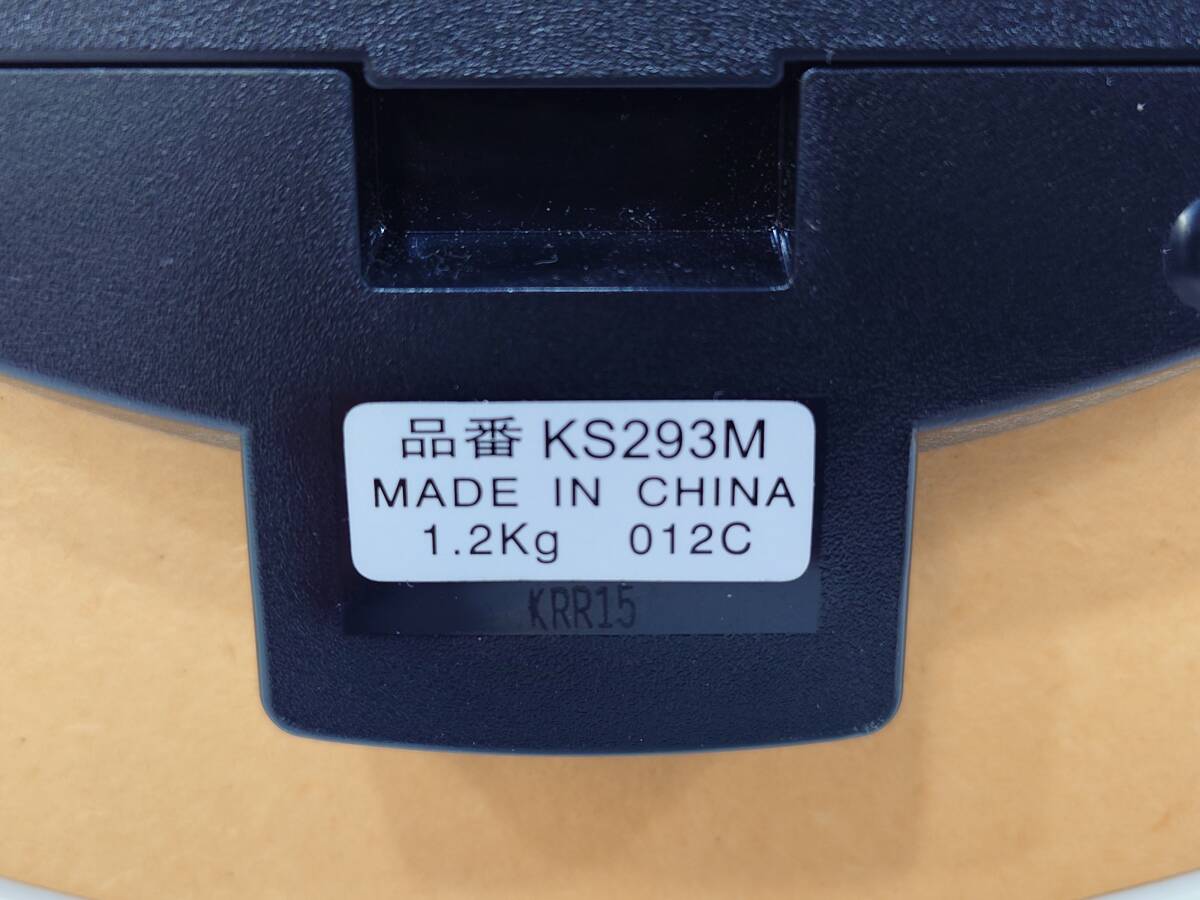 品番 KS293M
MADE IN CHINA
1.2Kg 012C
KRR15